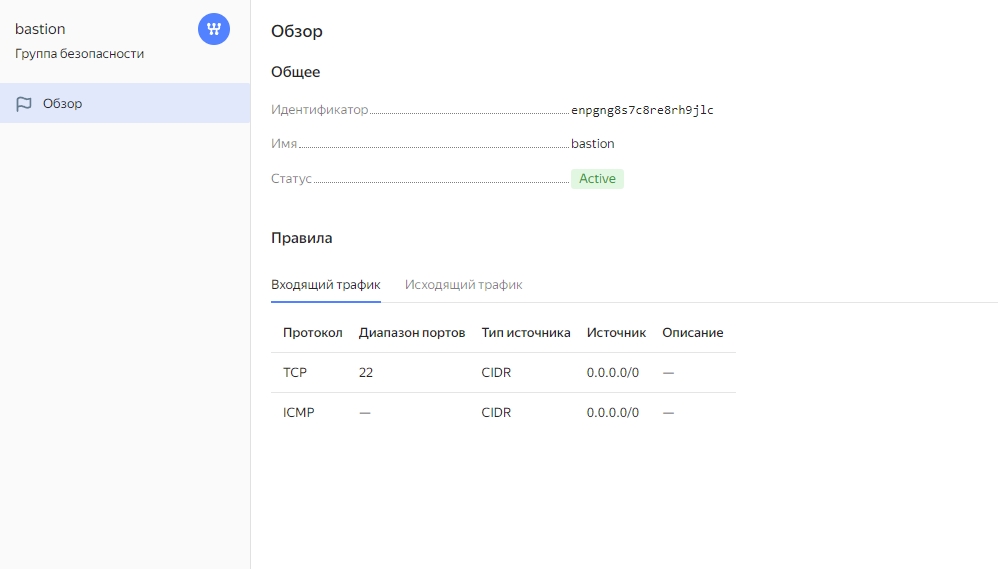 bastion
Группа безопасности
Обзор
Обзор
Общее
Идентификатор enpgng8s7c8re8rh9jlc
Имя bastion
Статус Active
Правила
Входящий трафик Исходящий трафик
Протокол Диапазон портов Тип источника Источник Описание
TCP 22 CIDR 0.0.0.0/0 —
ICMP — CIDR 0.0.0.0/0 —